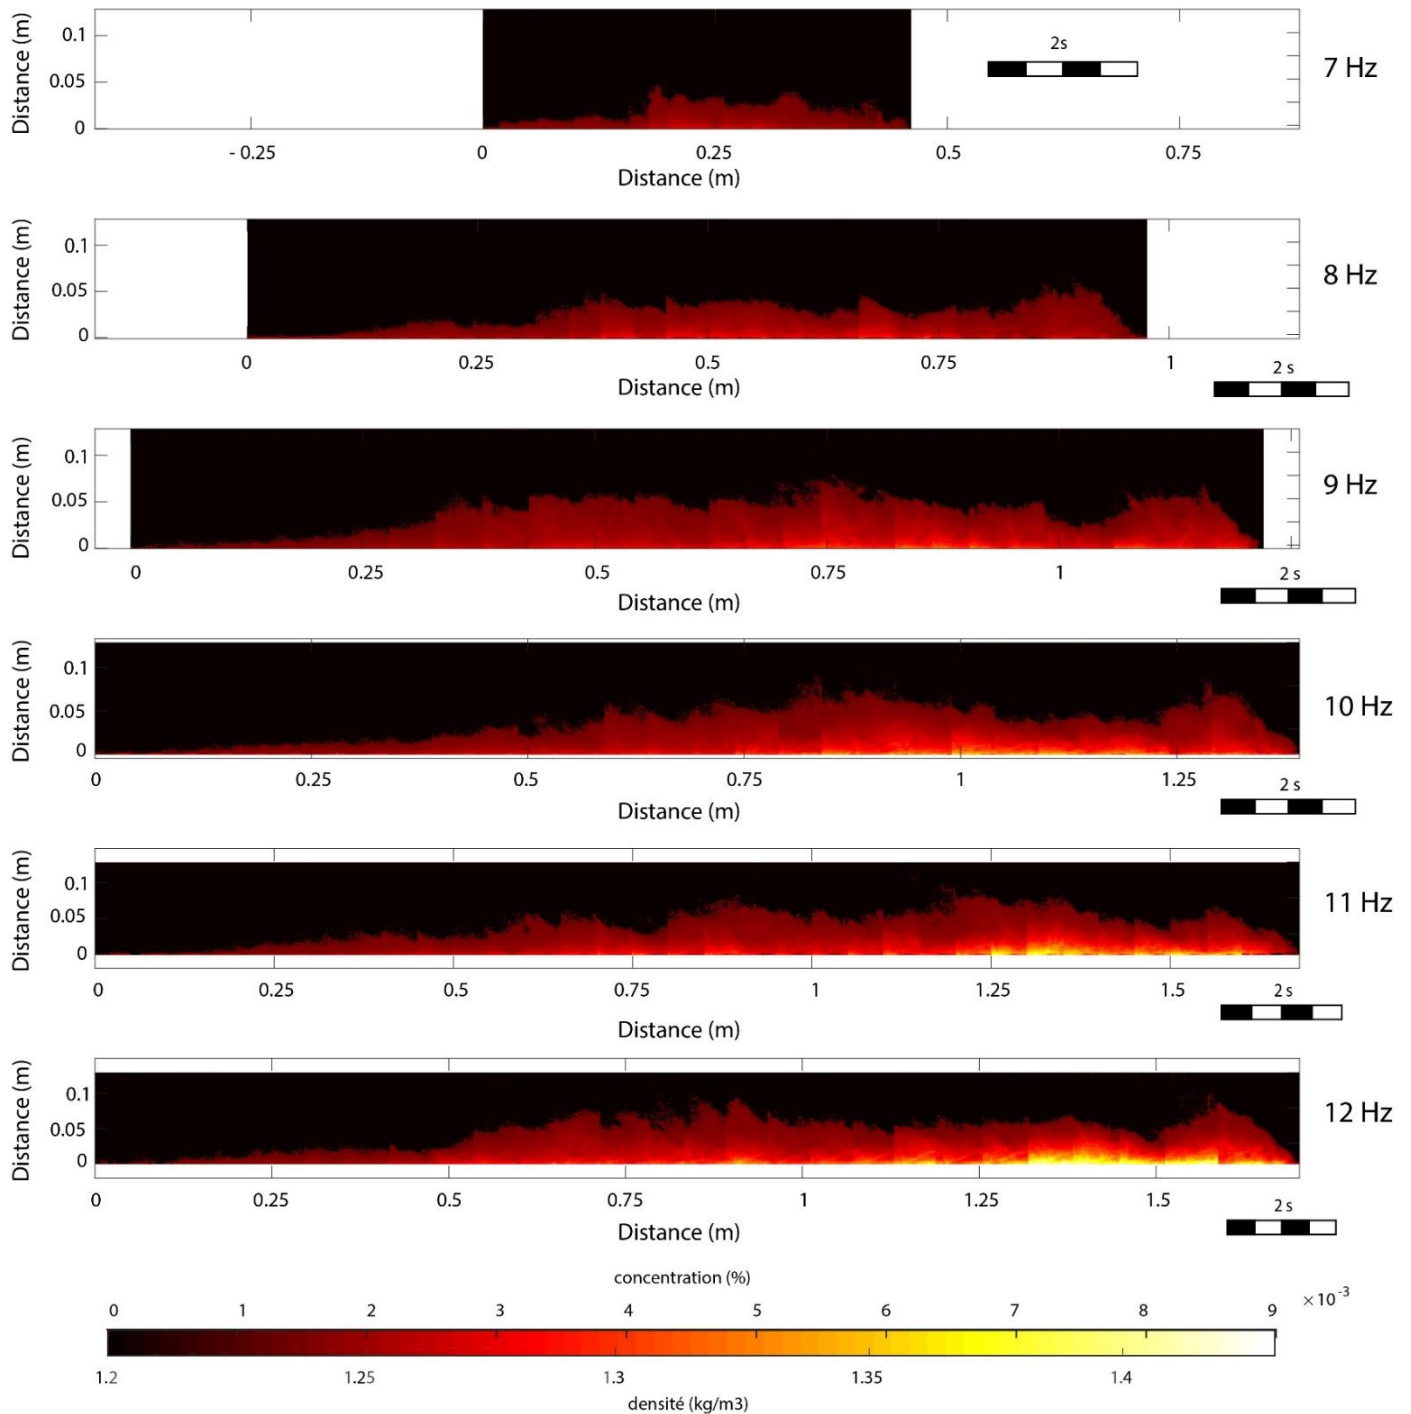 Distance (m)
0.1
0.05
0
2s
7 Hz
- 0.25 0 0.25 0.5 0.75
Distance (m)
Distance (m)
0.1
0.05
0
8 Hz
0 0.25 0.5 0.75 1
Distance (m)
2 s
Distance (m)
0.1
0.05
0
9 Hz
0 0.25 0.5 0.75 1
2 s
Distance (m)
Distance (m)
0.1
0.05
0
10 Hz
0 0.25 0.5 0.75 1 1.25
2 s
Distance (m)
Distance (m)
0.1
0.05
0
11 Hz
0 0.25 0.5 0.75 1 1.25 1.5
2 s
Distance (m)
Distance (m)
0.1
0.05
0
12 Hz
0 0.25 0.5 0.75 1 1.25 1.5
2 s
Distance (m)
concentration (%)
0 1 2 3 4 5 6 7 8 9 ×10⁻³
1.2 1.25 1.3 1.35 1.4
densité (kg/m3)